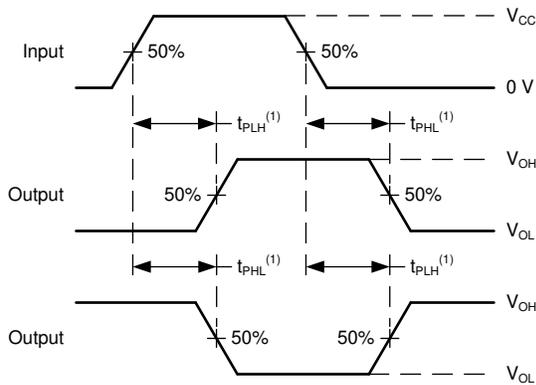 V_CC
Input 50% 50%
0 V
t_PLH^(1) t_PHL^(1)
V_OH
Output 50% 50%
V_OL
t_PHL^(1) t_PLH^(1)
V_OH
Output 50% 50%
V_OL